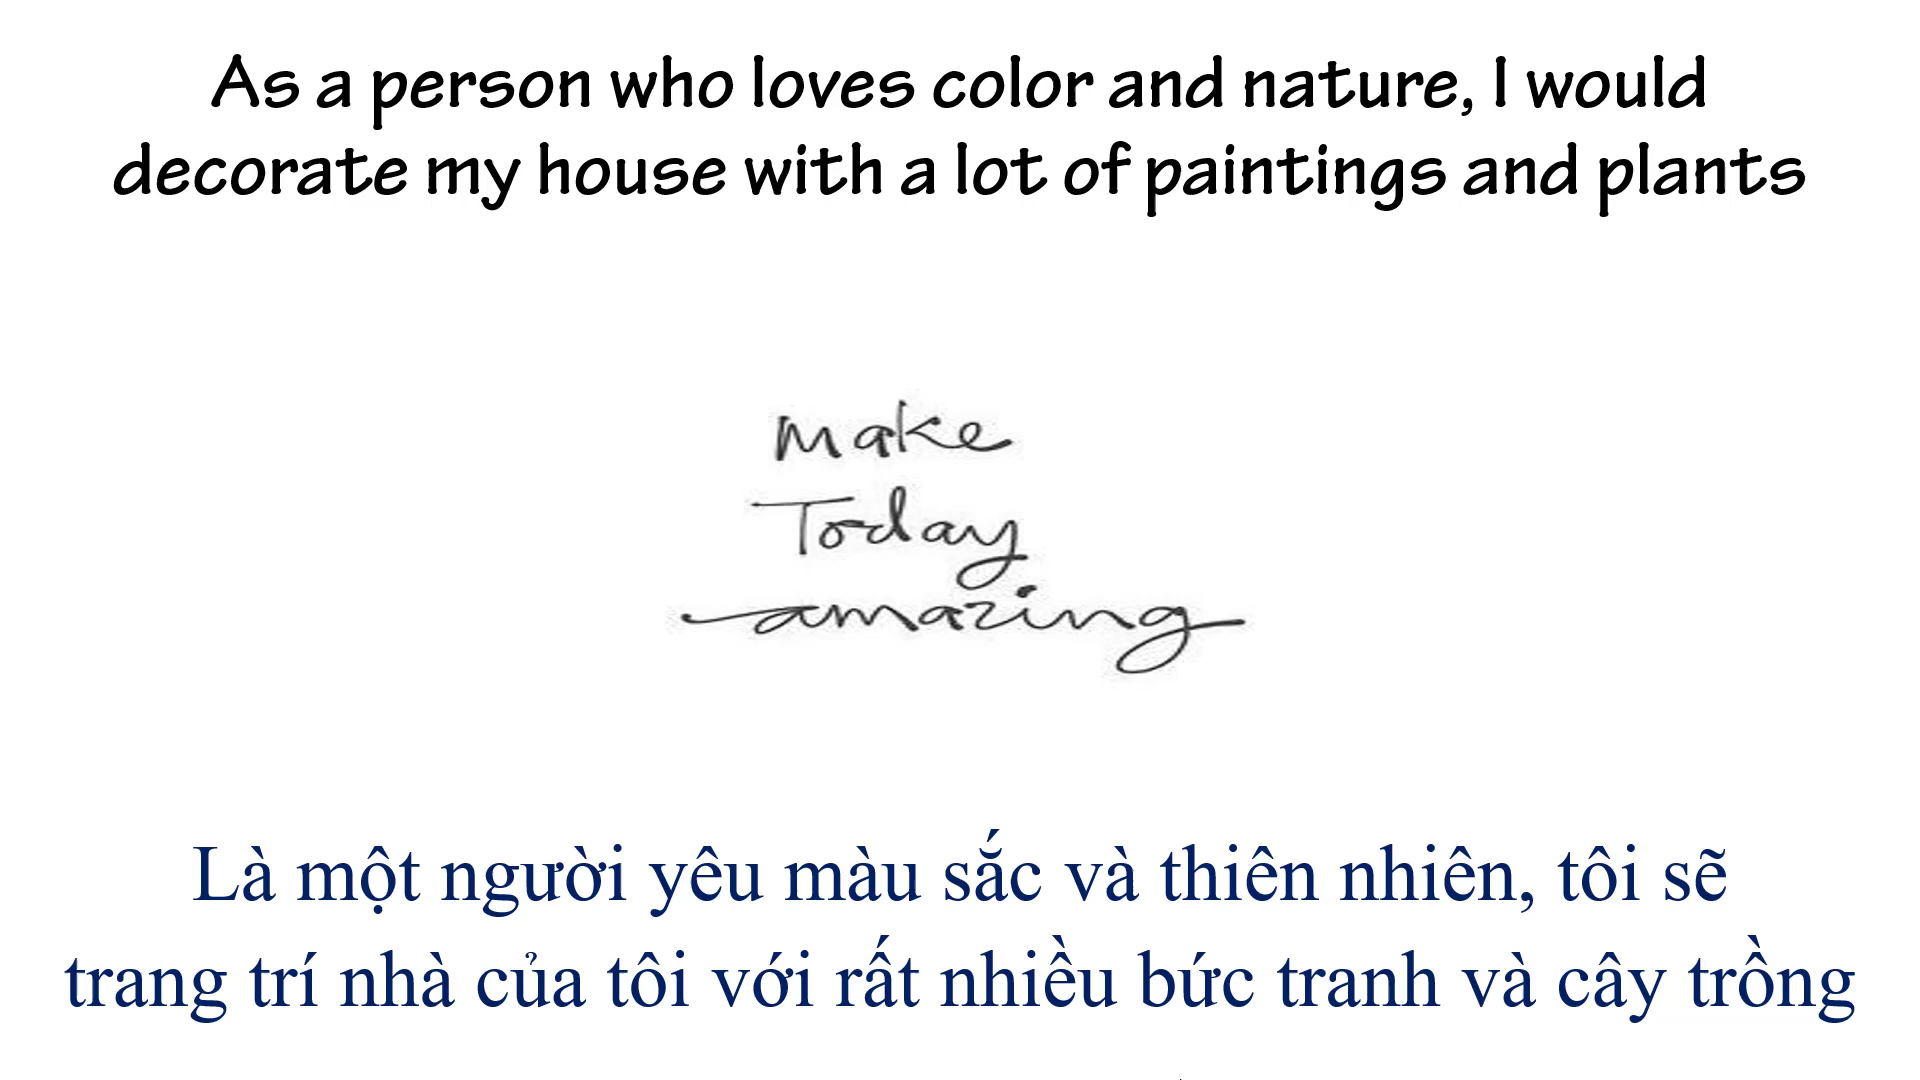 As a person who loves color and nature, I would
decorate my house with a lot of paintings and plants
Make
Today
amazing
Là một người yêu màu sắc và thiên nhiên, tôi sẽ
trang trí nhà của tôi với rất nhiều bức tranh và cây trồng